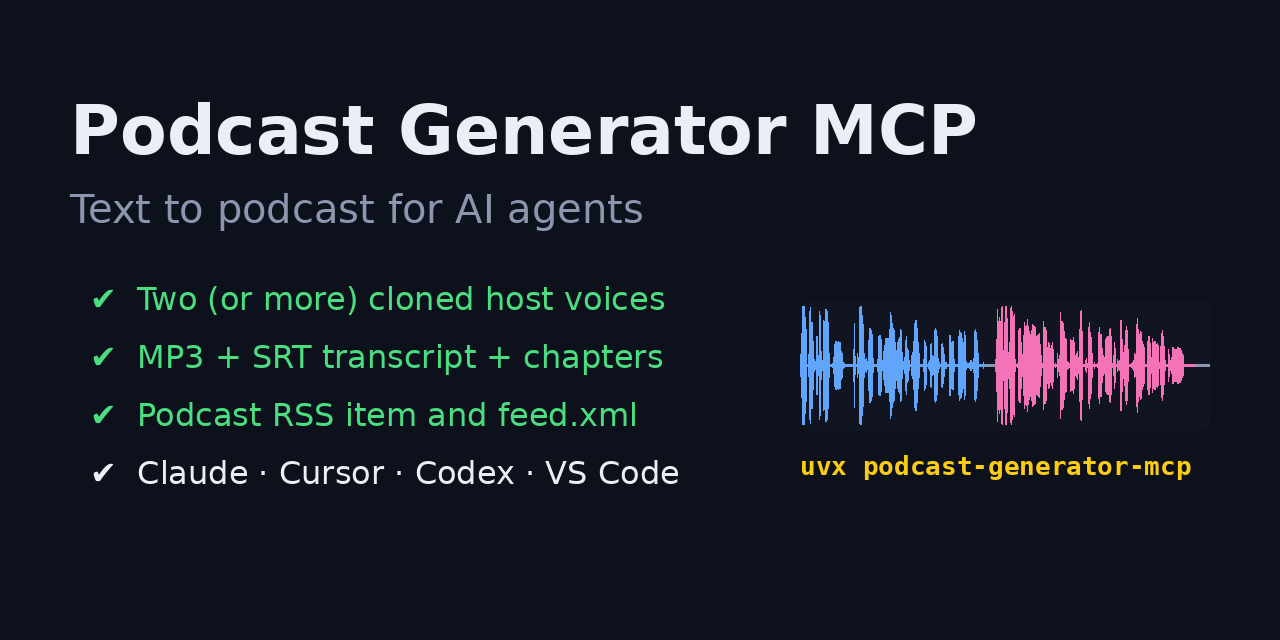 Podcast Generator MCP
Text to podcast for AI agents
✔ Two (or more) cloned host voices
✔ MP3 + SRT transcript + chapters
✔ Podcast RSS item and feed.xml
✔ Claude · Cursor · Codex · VS Code
uvx podcast-generator-mcp